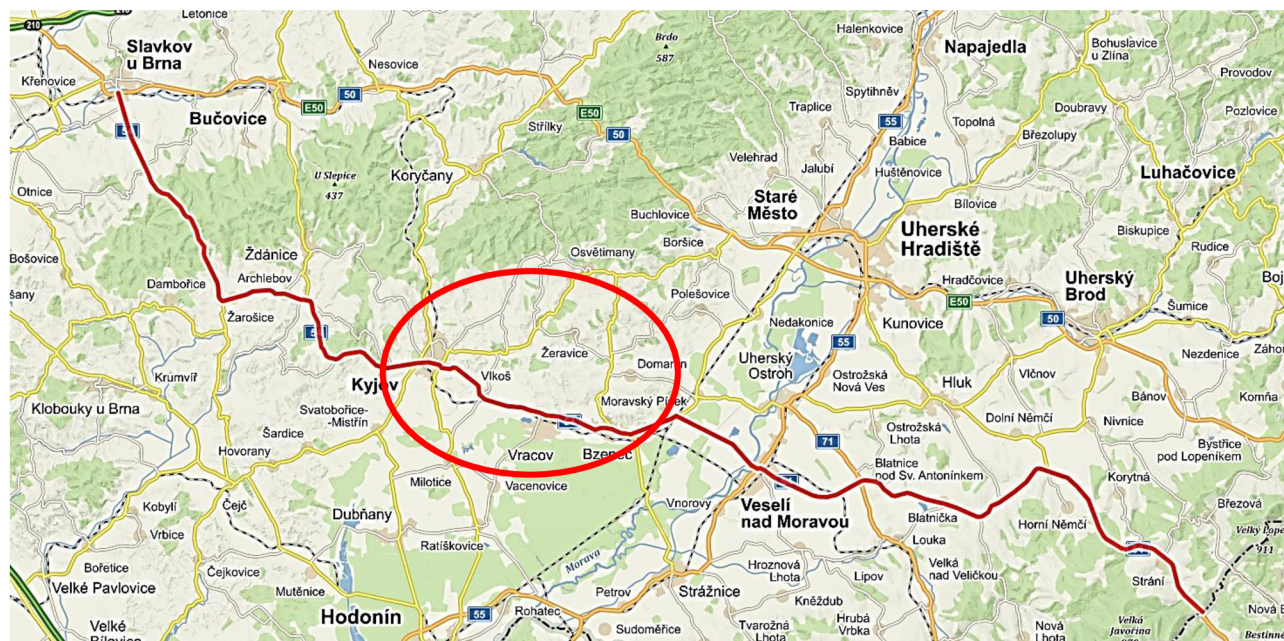 210
Letonice
Slavkov
u Brna
Křenovice
Nesovice
Brdo
587
Halenkovice
Napajedla
Bohuslavice
u Zlína
Provodov
E50
50
Bučovice
Střílky
E50
50
Traplice
Spytihněv
55
Topolná
Doubravy
Pozlovice
Babice
Březolupy
Velehrad
Jalubí
Huštěnovice
Luhačovice
Otnice
U Slepice
437
Koryčany
Staré
Město
Buchlovice
Bílovice
Biskupice
Uherské
Hradiště
Rudice
Ždánice
Osvětimany
Boršice
Bošovice
Archlebov
Dambořice
Polešovice
Hradčovice
Uherský
Brod
E50
50
Šumice
Žarošice
Nedakonice
Kunovice
55
Žeravice
Domanín
Uherský
Ostroh
Nezdenice
Krumvíř
Vlkoš
Ostrožská
Nová Ves
Hluk
Vlčnov
Kyjov
Klobouky u Brna
Moravský Písek
Bánov
Komňa
Svatobořice-
Mistřín
Dolní Němčí
Nivnice
Šardice
Ostrožská
Lhota
71
Bystřice
pod Lopeníkem
Hovorany
Vracov
Bzenec
Blatnice
pod Sv. Antonínkem
Milotice
Vacenovice
Korytná
Kobylí
Čejč
Vnorovy
Veselí
nad Moravou
Blatnička
Horní Němčí
Březová
Vrbice
Dubňany
Louka
Ratíškovice
Morava
Bořetice
Čejkovice
Hroznová
Lhota
Lipov
Velká
nad Veličkou
Strání
911
Velké Pavlovice
Mutěnice
Petrov
Strážnice
Hodonín
55
Rohatec
Kněždub
Velké
Sudoměřice
Tvarožná
Lhota
Hrubá
Vrbka
Velká
Javořina
Nová